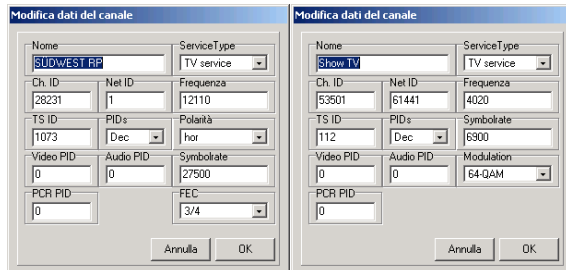 Modifica dati del canale
Nome ServiceType
SÜDWEST RP TV service
Ch. ID Net ID Frequenza
28231 1 12110
TS ID PIDs Polarità
1073 Dec hor
Video PID Audio PID Symbolrate
0 0 27500
PCR PID FEC
0 3/4
Annulla OK
Modifica dati del canale
Nome ServiceType
Show TV TV service
Ch. ID Net ID Frequenza
53501 61441 4020
TS ID PIDs Symbolrate
112 Dec 6900
Video PID Audio PID Modulation
0 0 64-QAM
PCR PID
0
Annulla OK